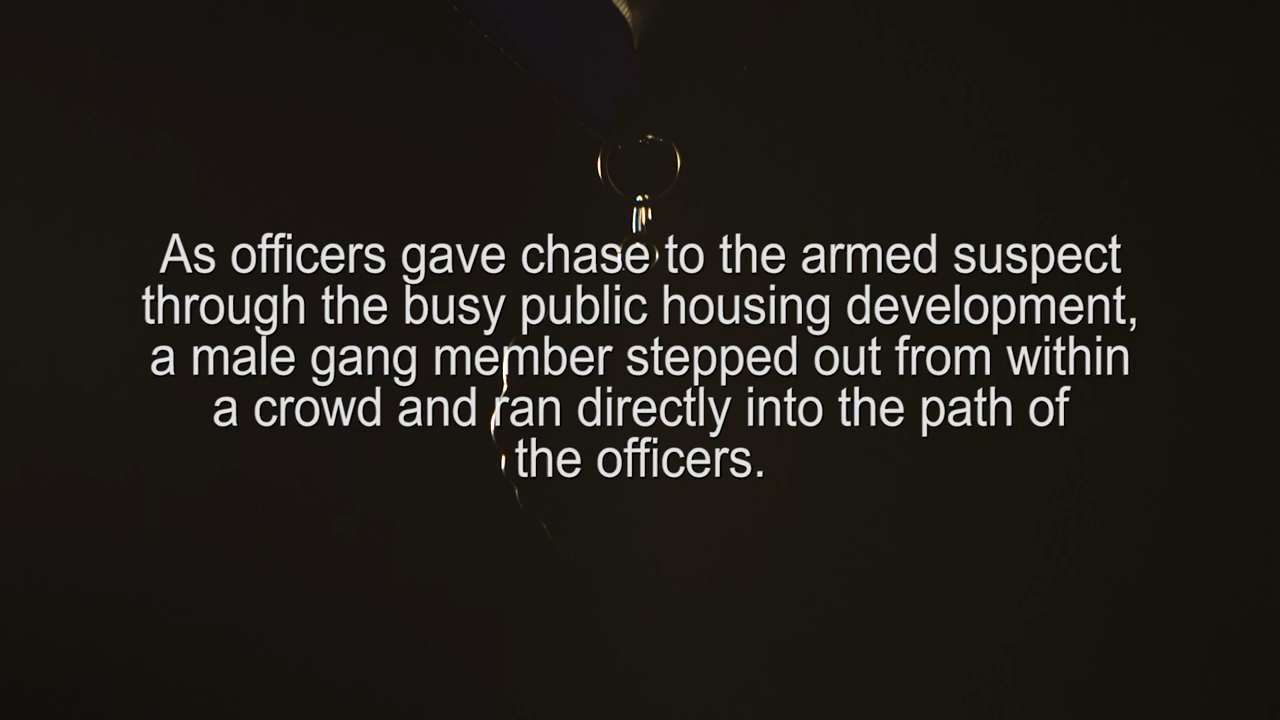 As officers gave chase to the armed suspect
through the busy public housing development,
a male gang member stepped out from within
a crowd and ran directly into the path of
the officers.